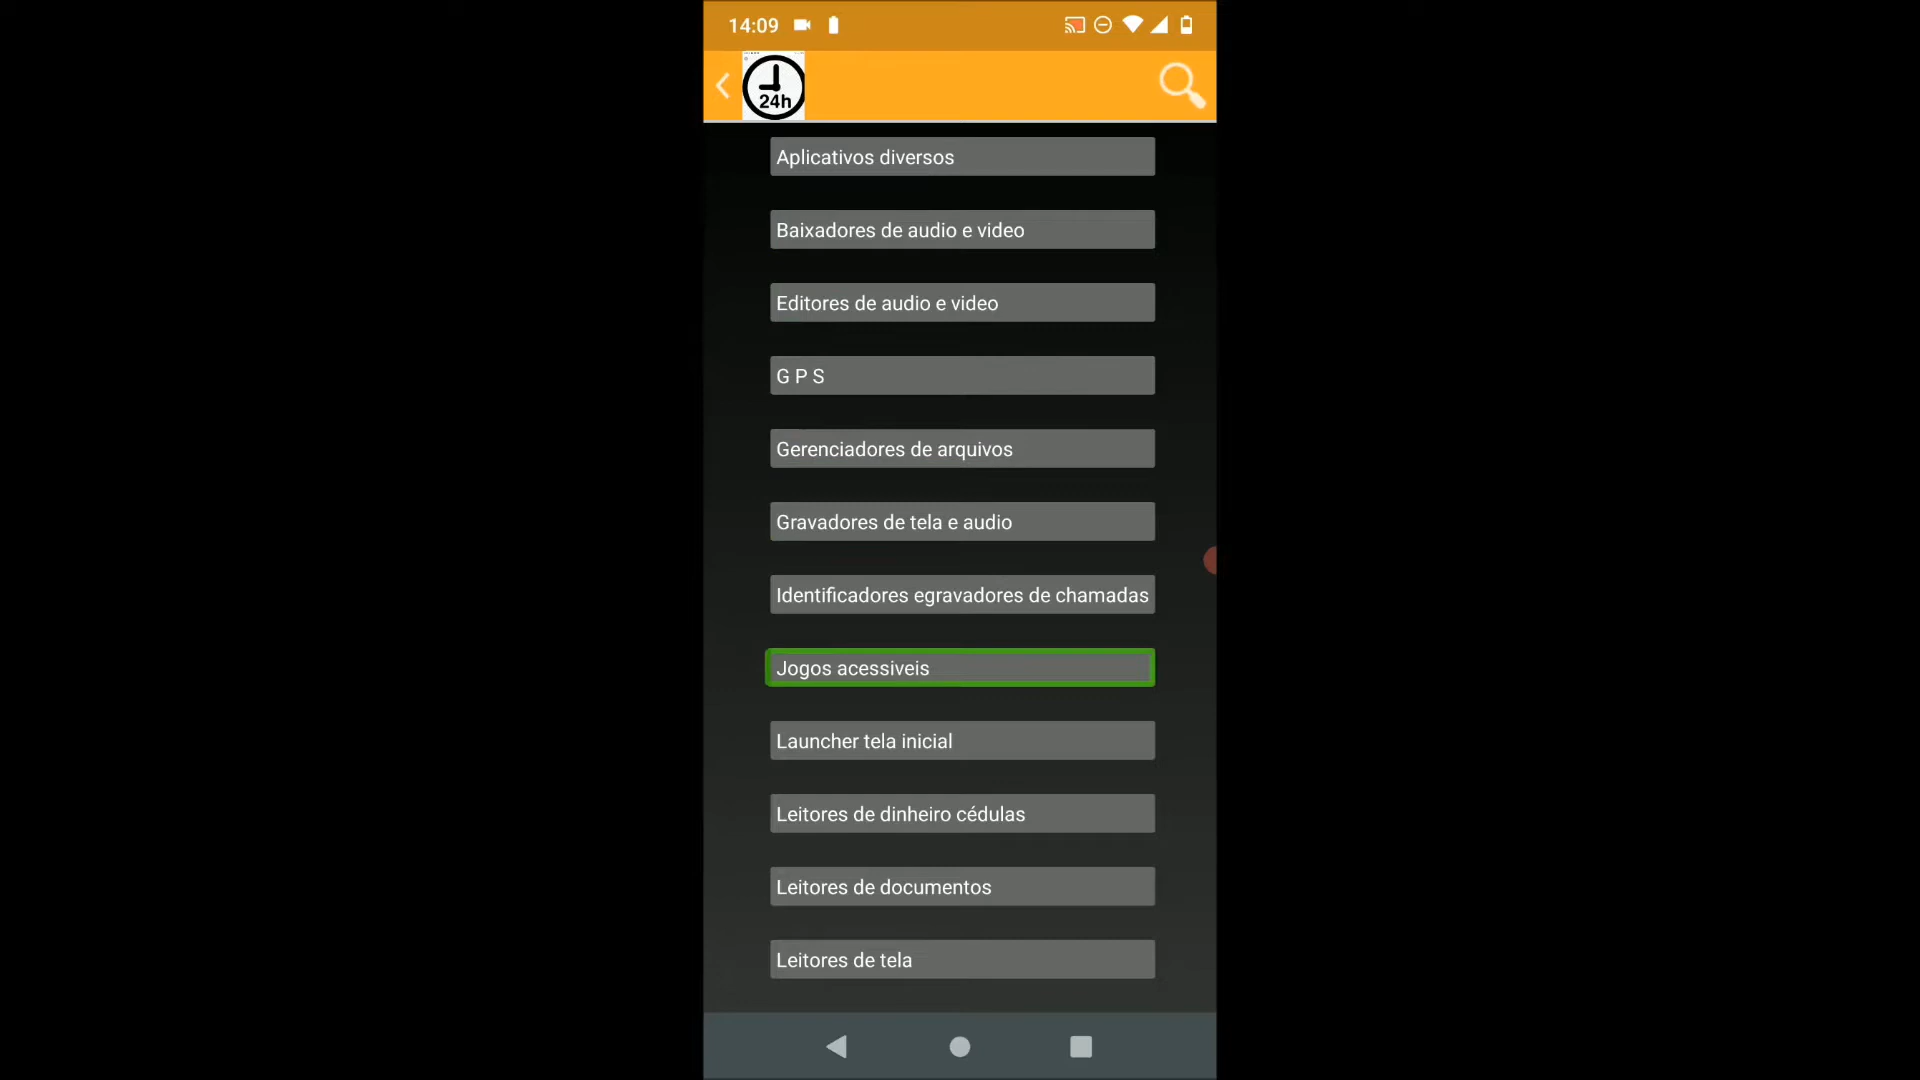 14:09
24h
Aplicativos diversos
Baixadores de audio e video
Editores de audio e video
G P S
Gerenciadores de arquivos
Gravadores de tela e audio
Identificadores egravadores de chamadas
Jogos acessiveis
Launcher tela inicial
Leitores de dinheiro cédulas
Leitores de documentos
Leitores de tela